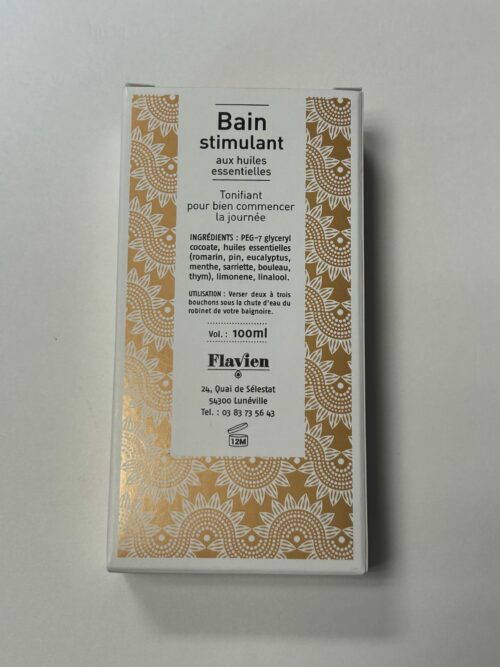 Bain
stimulant
aux huiles
essentielles
Tonifiant
pour bien commencer
la journée
INGRÉDIENTS : PEG-7 glyceryl
cocoate, huiles essentielles
(romarin, pin, eucalyptus,
menthe, sarriette, bouleau,
thym), limonene, linalool.
UTILISATION : Verser deux à trois
bouchons sous la chute d'eau du
robinet de votre baignoire.
Vol. : 100ml
Flavien
24, Quai de Sélestat
54300 Lunéville
Tel. : 03 83 73 56 43
12M